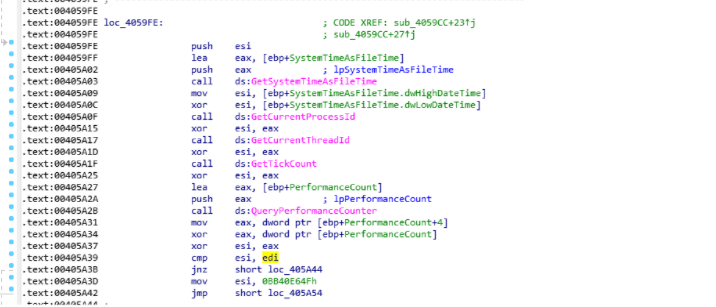 .text:004059FE
.text:004059FE loc_4059FE: ; CODE XREF: sub_4059CC+23↑j
.text:004059FE ; sub_4059CC+27↑j
.text:004059FE push esi
.text:004059FF lea eax, [ebp+SystemTimeAsFileTime]
.text:00405A02 push eax ; lpSystemTimeAsFileTime
.text:00405A03 call ds:GetSystemTimeAsFileTime
.text:00405A09 mov esi, [ebp+SystemTimeAsFileTime.dwHighDateTime]
.text:00405A0C xor esi, [ebp+SystemTimeAsFileTime.dwLowDateTime]
.text:00405A0F call ds:GetCurrentProcessId
.text:00405A15 xor esi, eax
.text:00405A17 call ds:GetCurrentThreadId
.text:00405A1D xor esi, eax
.text:00405A1F call ds:GetTickCount
.text:00405A25 xor esi, eax
.text:00405A27 lea eax, [ebp+PerformanceCount]
.text:00405A2A push eax ; lpPerformanceCount
.text:00405A2B call ds:QueryPerformanceCounter
.text:00405A31 mov eax, dword ptr [ebp+PerformanceCount+4]
.text:00405A34 xor eax, dword ptr [ebp+PerformanceCount]
.text:00405A37 xor esi, eax
.text:00405A39 cmp esi, edi
.text:00405A3B jnz short loc_405A44
.text:00405A3D mov esi, 0BB40E64Fh
.text:00405A42 jmp short loc_405A54
.text:00405A44 ;